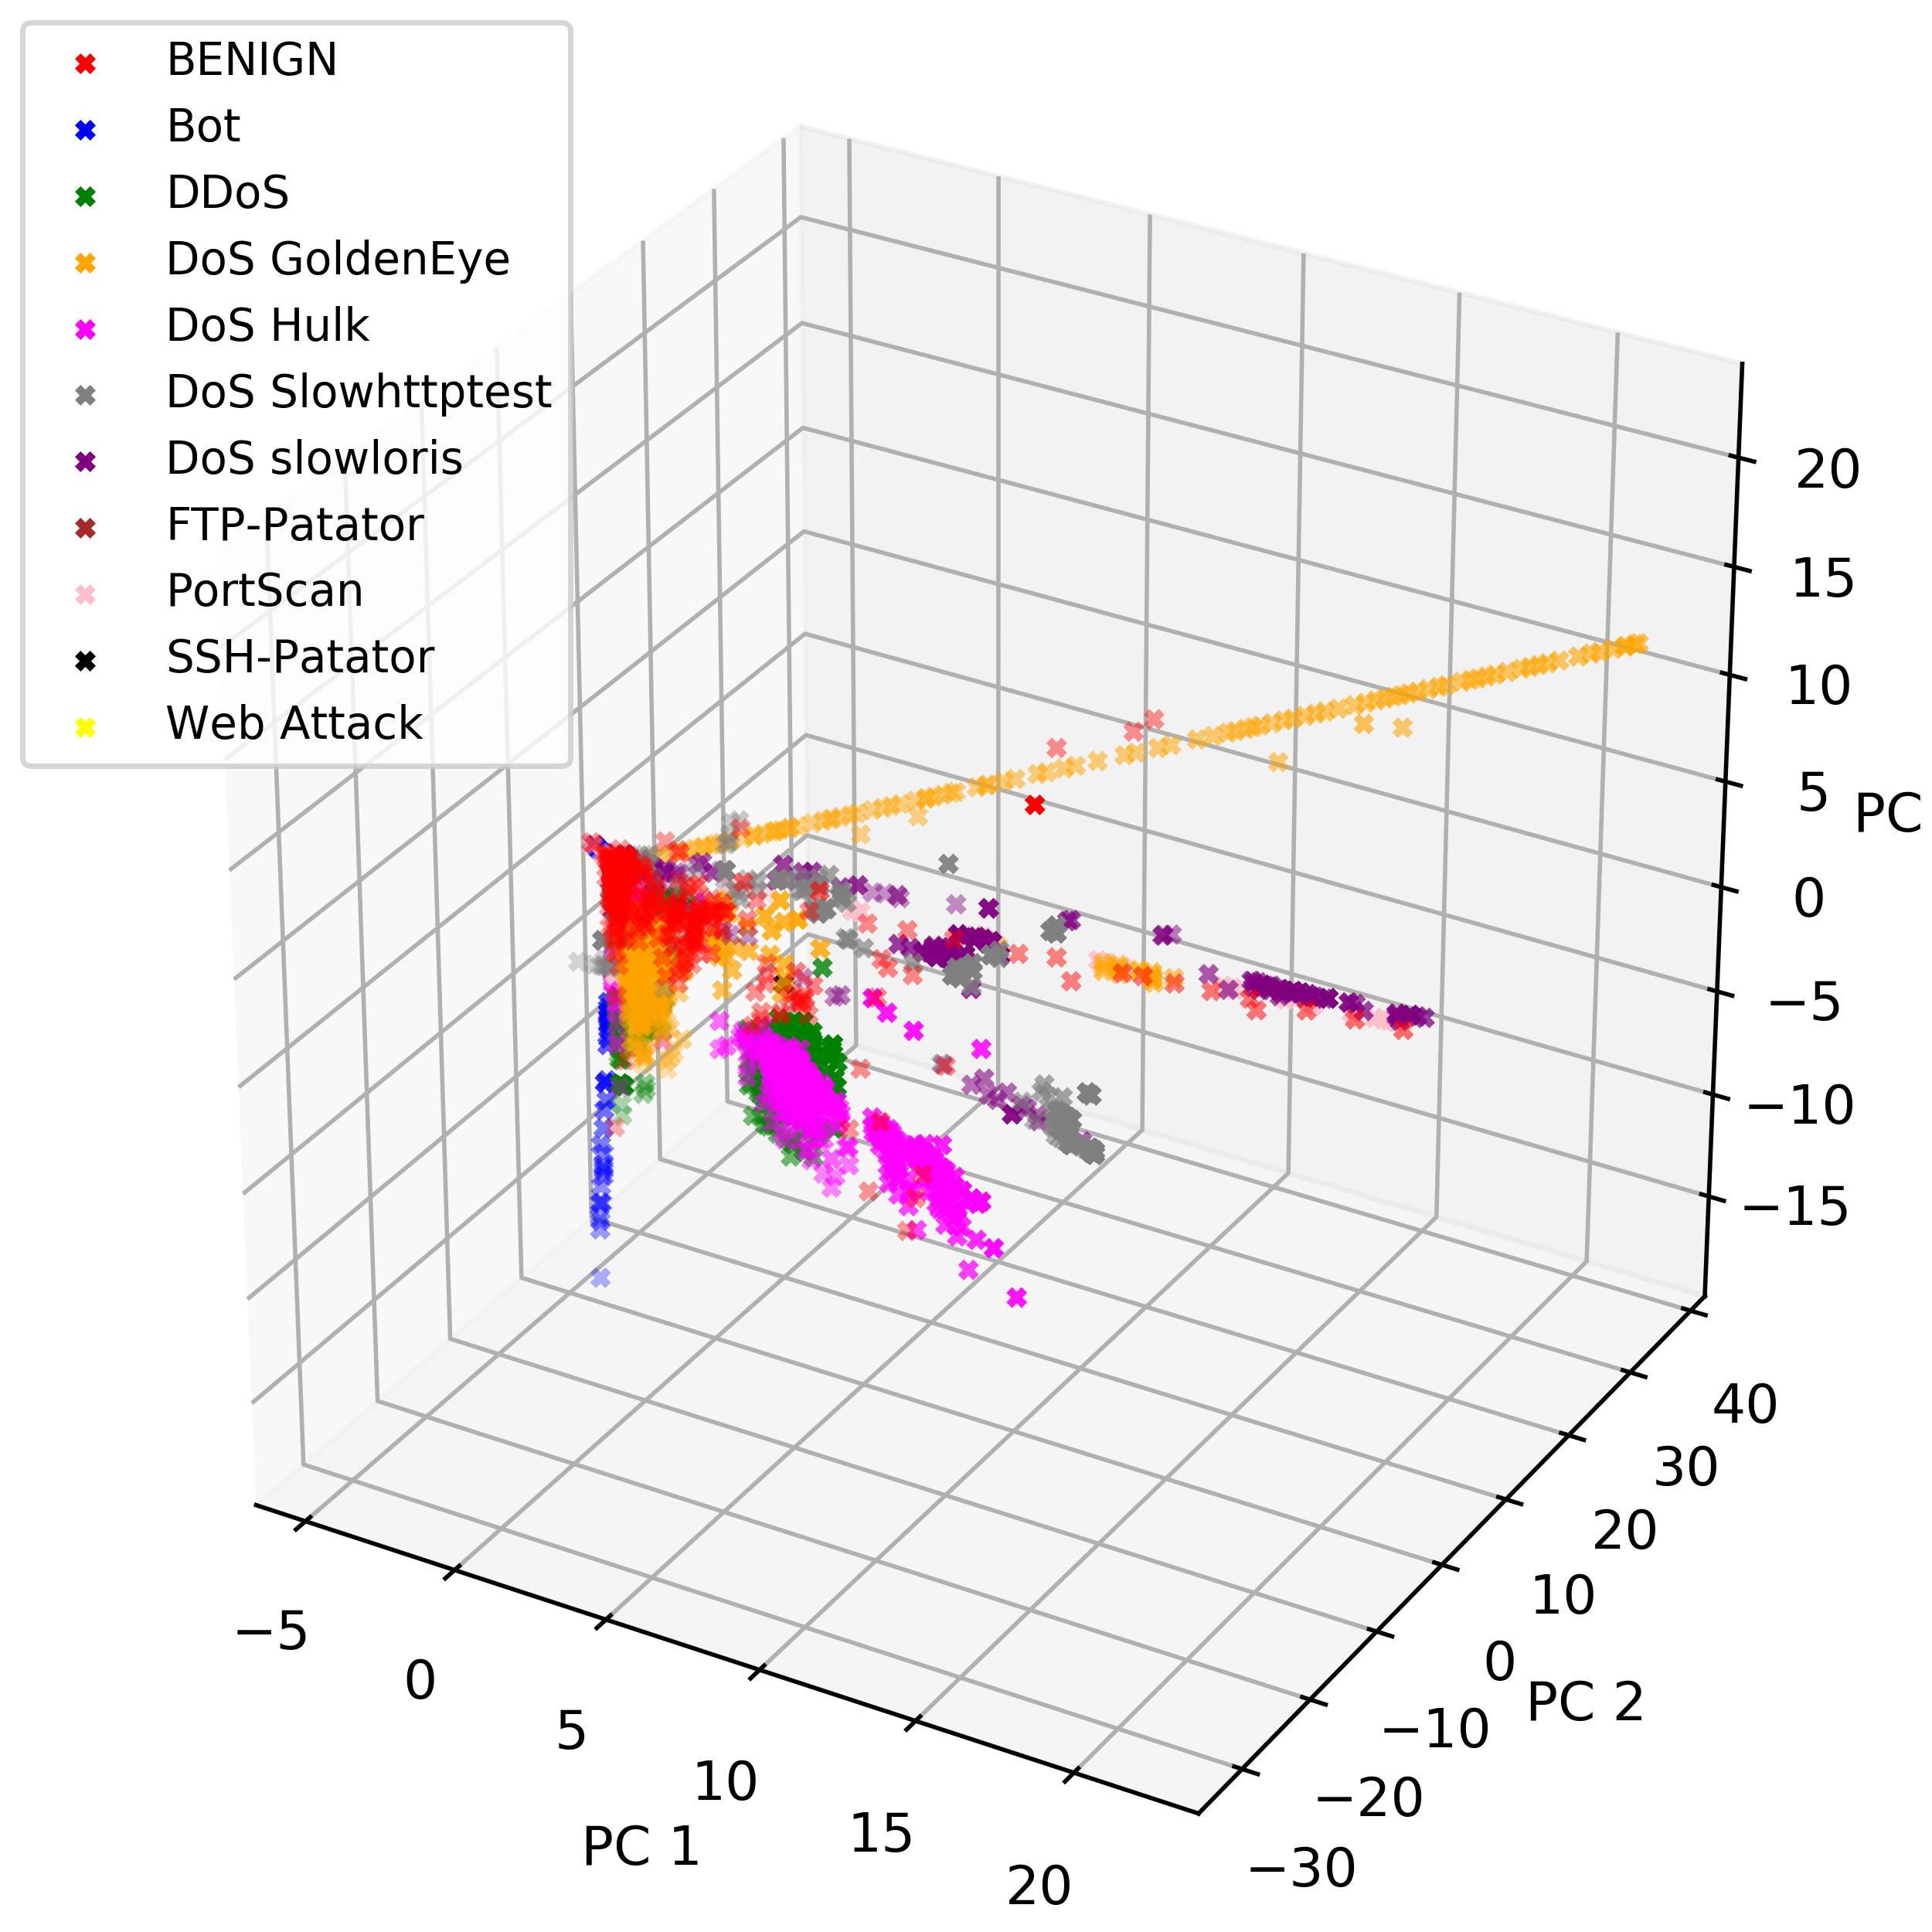 BENIGN
Bot
DDoS
DoS GoldenEye
DoS Hulk
DoS Slowhttptest
DoS slowloris
FTP-Patator
PortScan
SSH-Patator
Web Attack
20
15
10
5
0
−5
−10
−15
PC
40
30
20
10
0
−10
−20
−30
PC 2
−5
0
5
10
15
20
PC 1